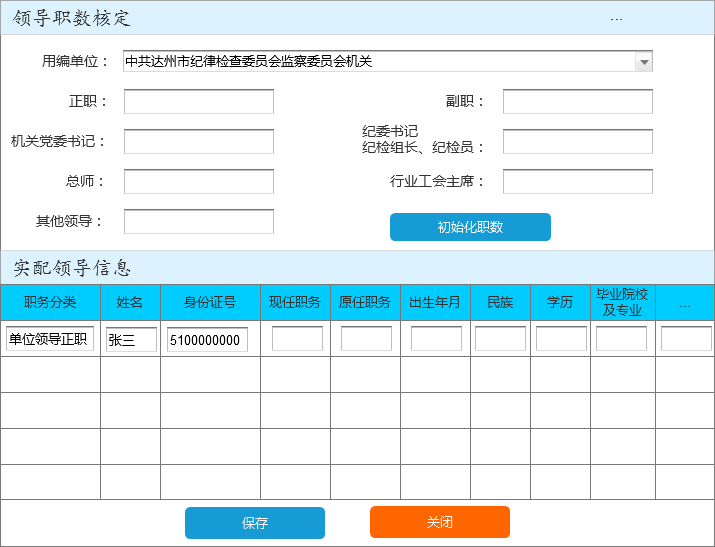 领导职数核定
...
用编单位：
中共达州市纪律检查委员会监察委员会机关
正职：
副职：
机关党委书记：
纪委书记
纪检组长、纪检员：
总师：
行业工会主席：
其他领导：
初始化职数
实配领导信息
职务分类 姓名 身份证号 现任职务 原任职务 出生年月 民族 学历 毕业院校
及专业 ...
单位领导正职 张三 5100000000
保存
关闭